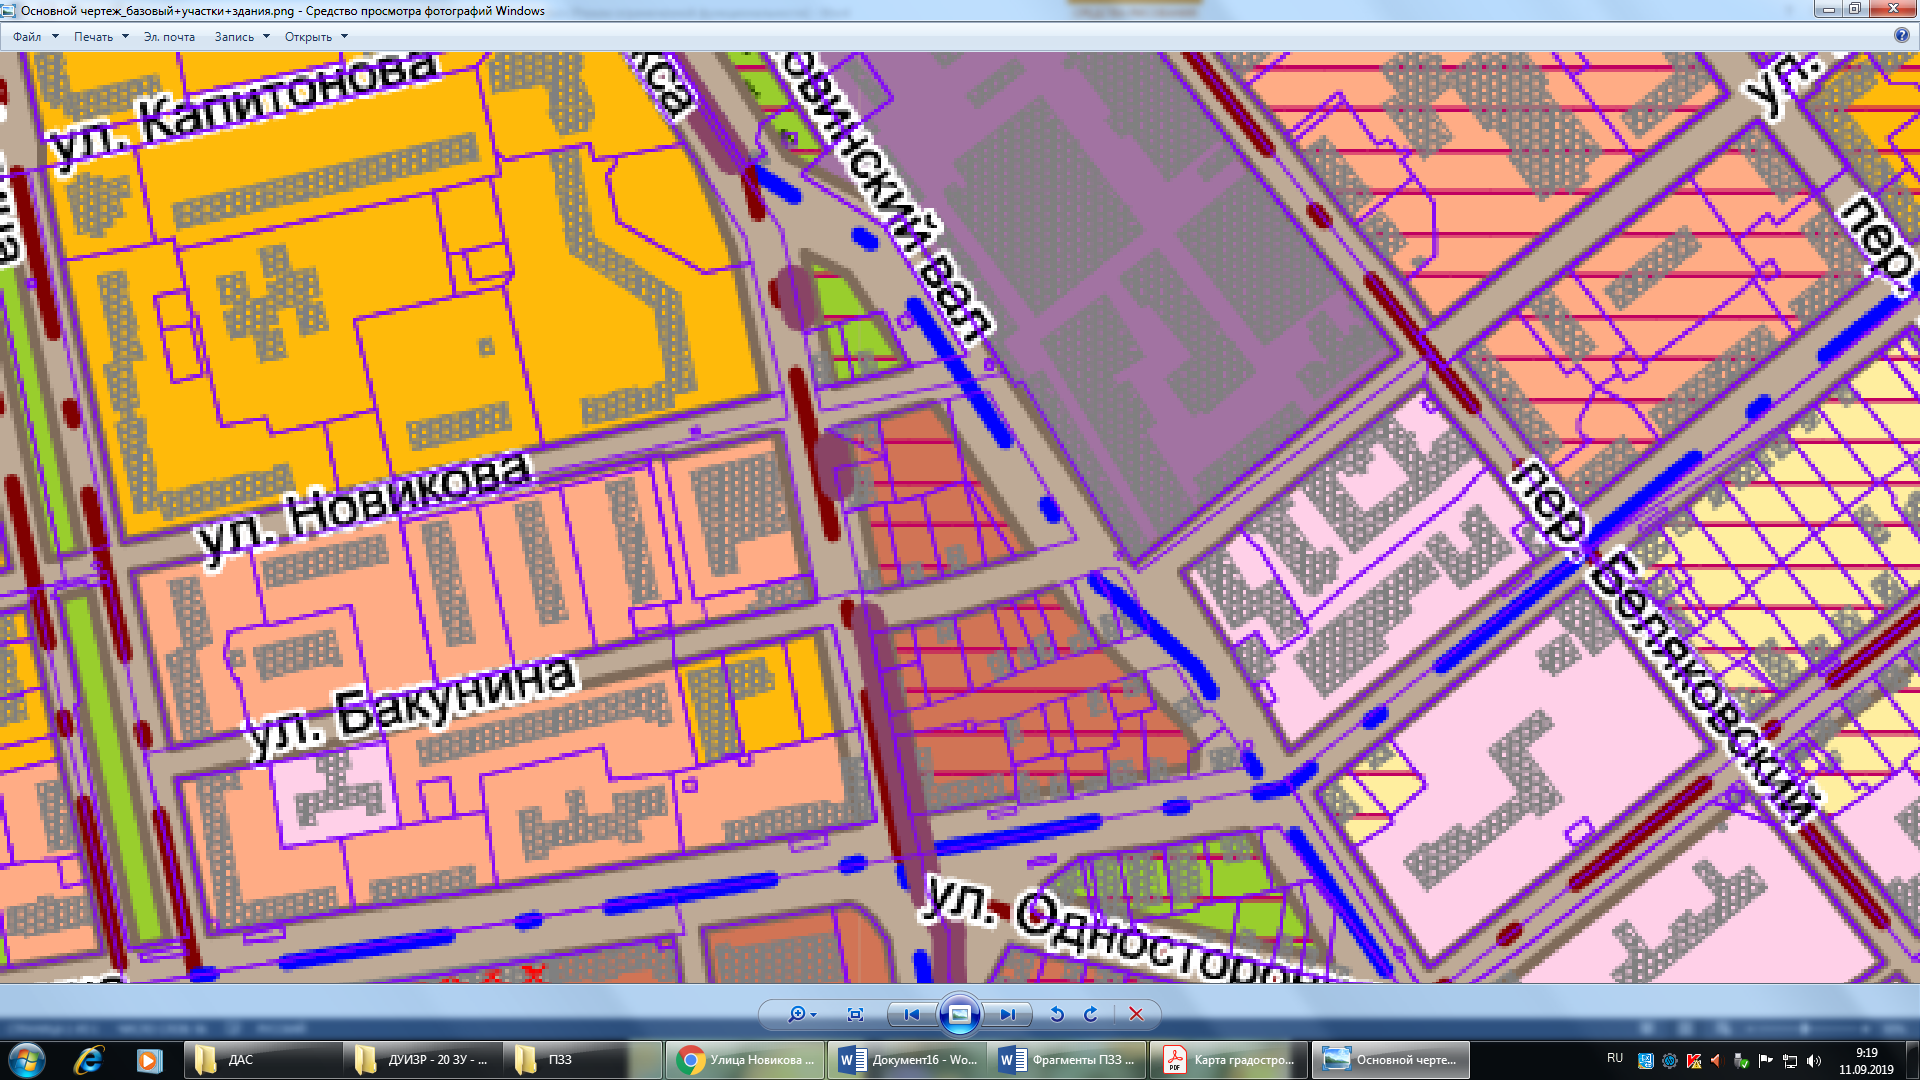 Основной чертеж_базовый+участки+здания.png - Средство просмотра фотографий Windows
Файл Печать Эл. почта Запись Открыть
ул. Капитонова
ул.
пер.
ул. Новикова
пер. Беляковский
ул. Бакунина
ул.
ДАС
ДУИЗР - 20 ЗУ - ...
ПЗЗ
Улица Новикова ...
Документ16 - Wo...
Фрагменты ПЗЗ ...
Карта градостро...
Основной черте...
RU
9:19
11.09.2019